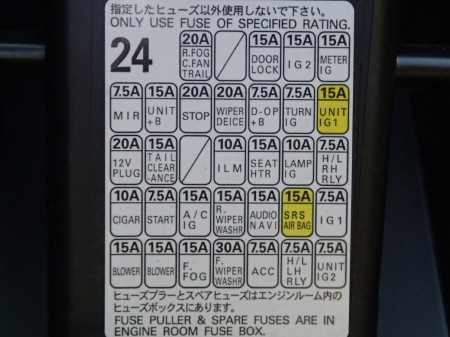 指定したヒューズ以外使用しないで下さい。
ONLY USE FUSE OF SPECIFIED RATING.
24
20A R.FOG C.FAN TRAIL
15A DOOR LOCK
15A IG2
15A METER IG
7.5A MIR
15A UNIT +B
20A STOP
20A WIPER DEICE
7.5A D-OP +B
7.5A TURN IG
15A UNIT IG1
20A 12V PLUG
15A TAIL CLEAR -ANCE
10A ILM
15A SEAT HTR
10A LAMP IG
7.5A H/L RH RLY
10A CIGAR
7.5A START
15A A/C IG
15A R. WIPER WASHR
15A AUDIO NAVI
15A SRS AIR BAG
7.5A IG1
15A BLOWER
15A BLOWER
15A F. FOG
30A F. WIPER WASHR
7.5A ACC
7.5A H/L LH RLY
7.5A UNIT IG2
ヒューズプラーとスペアヒューズはエンジンルーム内の
ヒューズボックスにあります。
FUSE PULLER & SPARE FUSES ARE IN
ENGINE ROOM FUSE BOX.